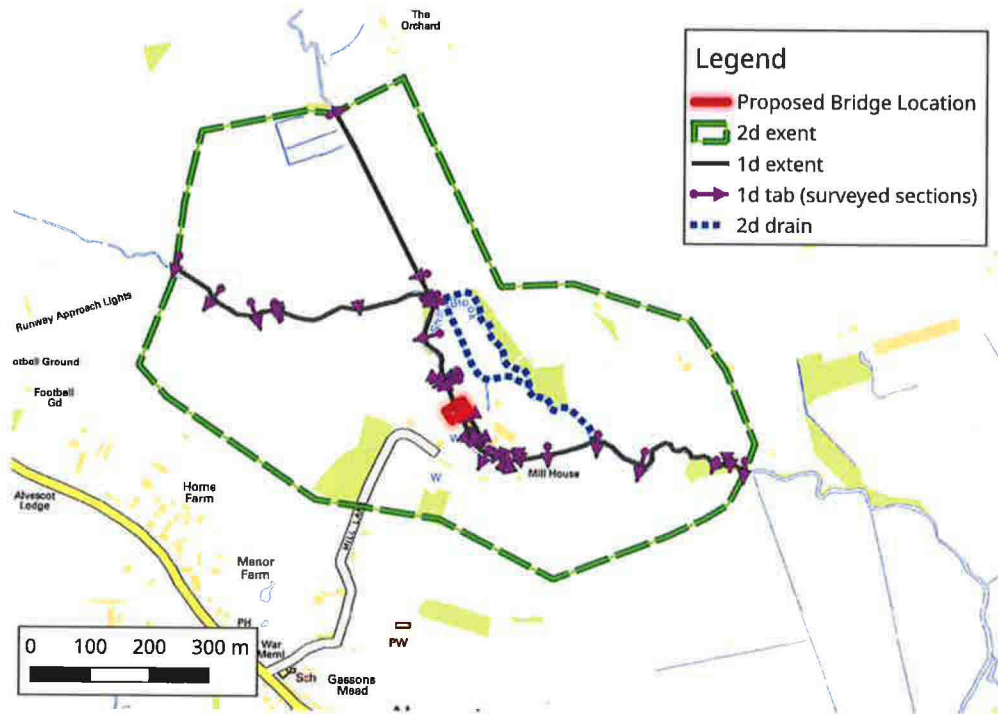 The
Orchard
Legend
Proposed Bridge Location
2d exent
1d extent
1d tab (surveyed sections)
2d drain
Runway Approach Lights
otball Ground
Football
Gd
Alvescot
Lodge
Home
Farm
Mill House
W
W
MILL LA
Manor
Farm
PH
War
Meml
PW
Sch
Gassons
Mead
0 100 200 300 m